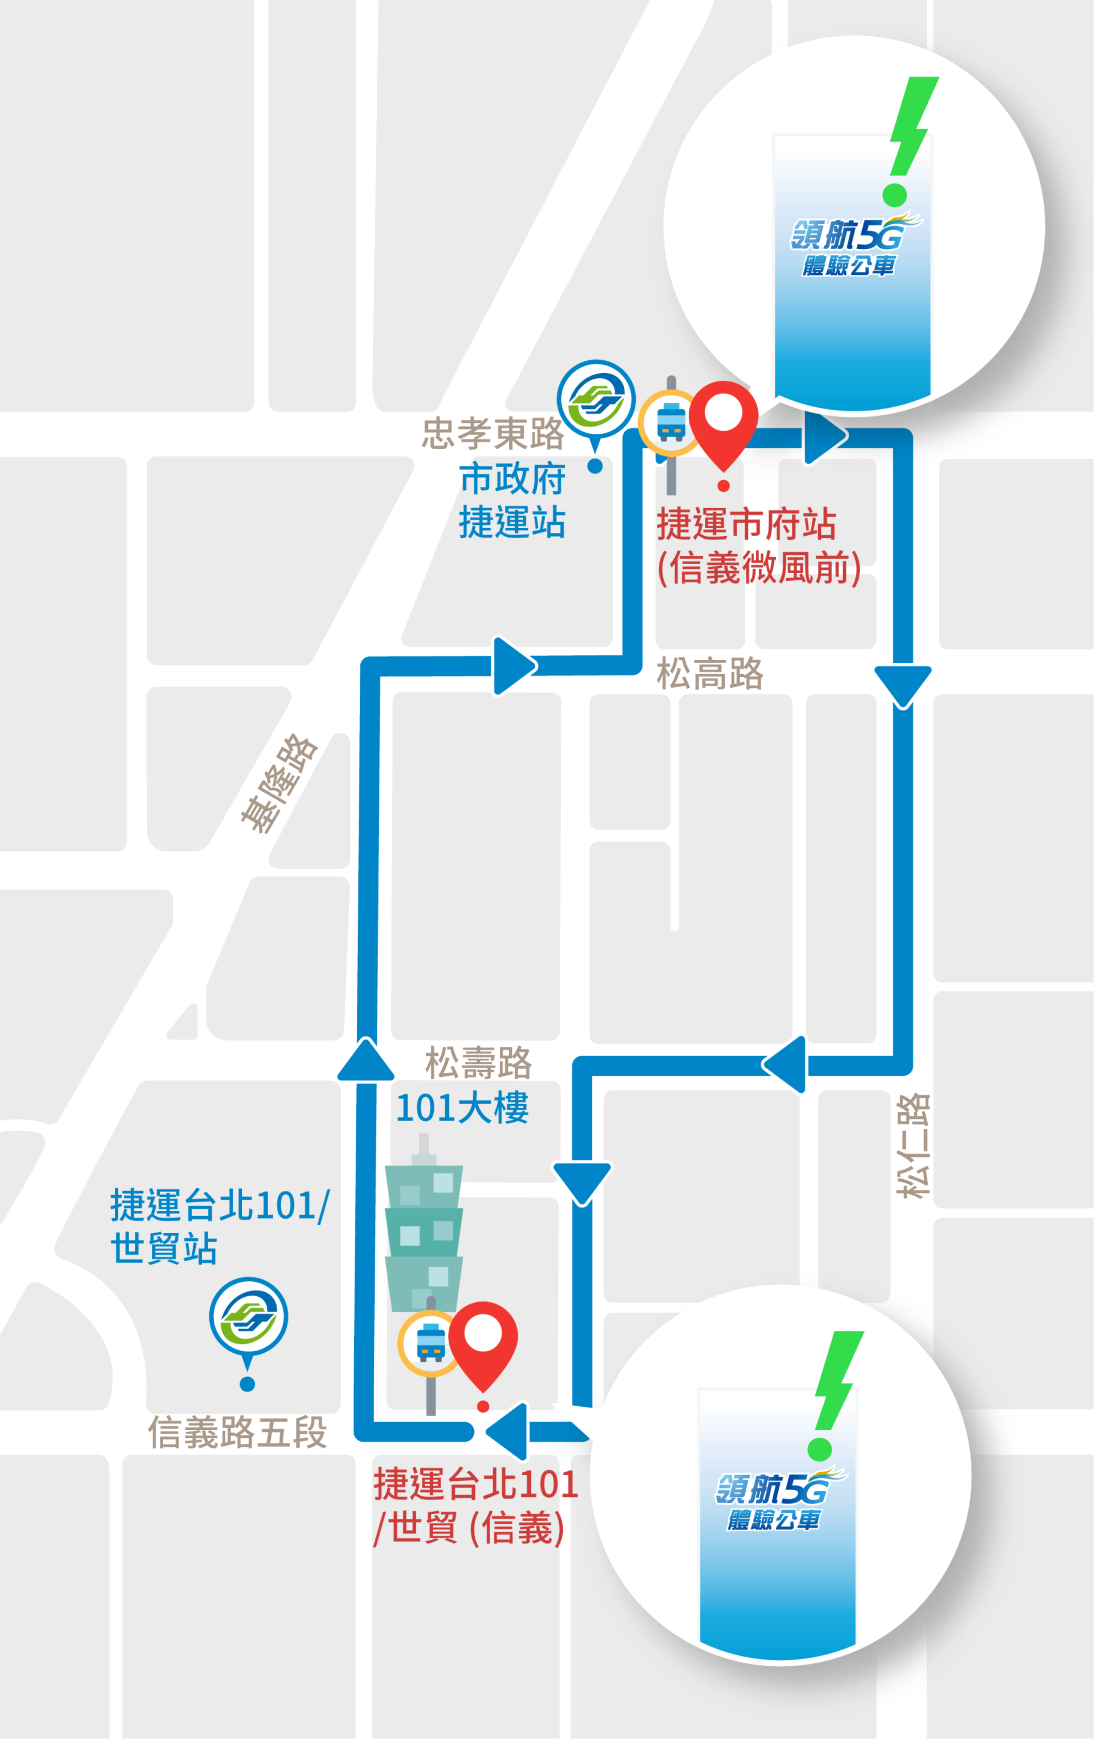 領航5G
體驗公車
忠孝東路
市政府
捷運站
捷運市府站
(信義微風前)
松高路
基隆路
松壽路
101大樓
松仁路
捷運台北101/
世貿站
信義路五段
捷運台北101
/世貿 (信義)
領航5G
體驗公車